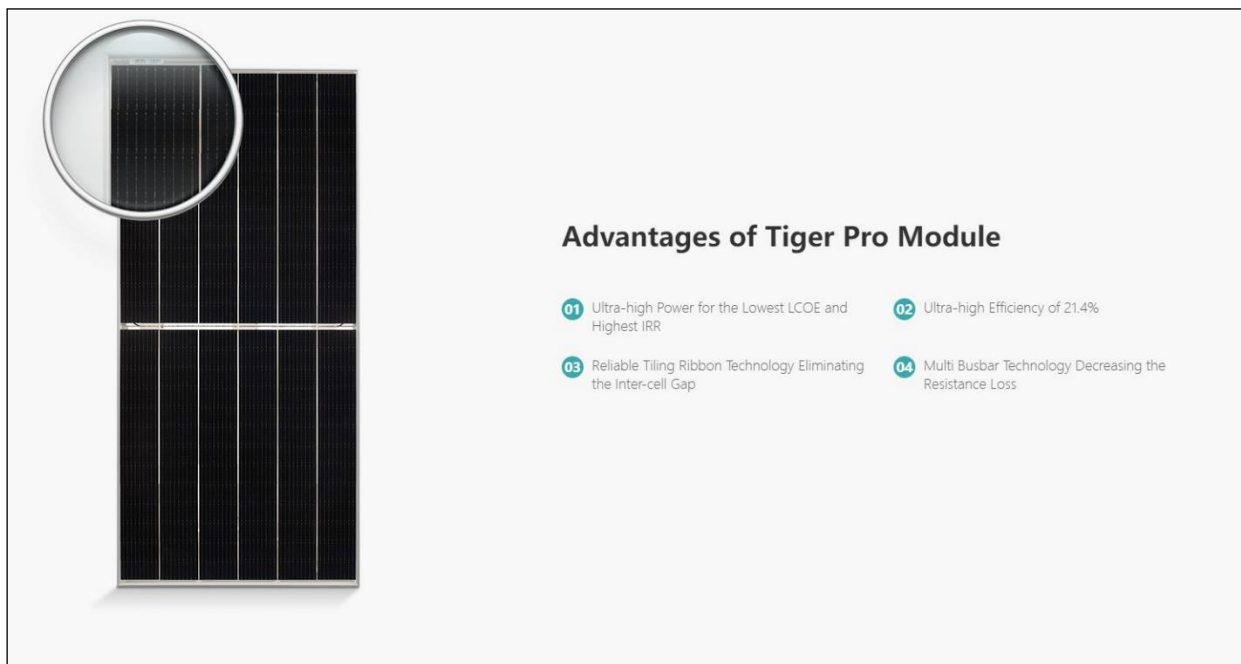 Advantages of Tiger Pro Module
01 Ultra-high Power for the Lowest LCOE and
Highest IRR
02 Ultra-high Efficiency of 21.4%
03 Reliable Tiling Ribbon Technology Eliminating
the Inter-cell Gap
04 Multi Busbar Technology Decreasing the
Resistance Loss